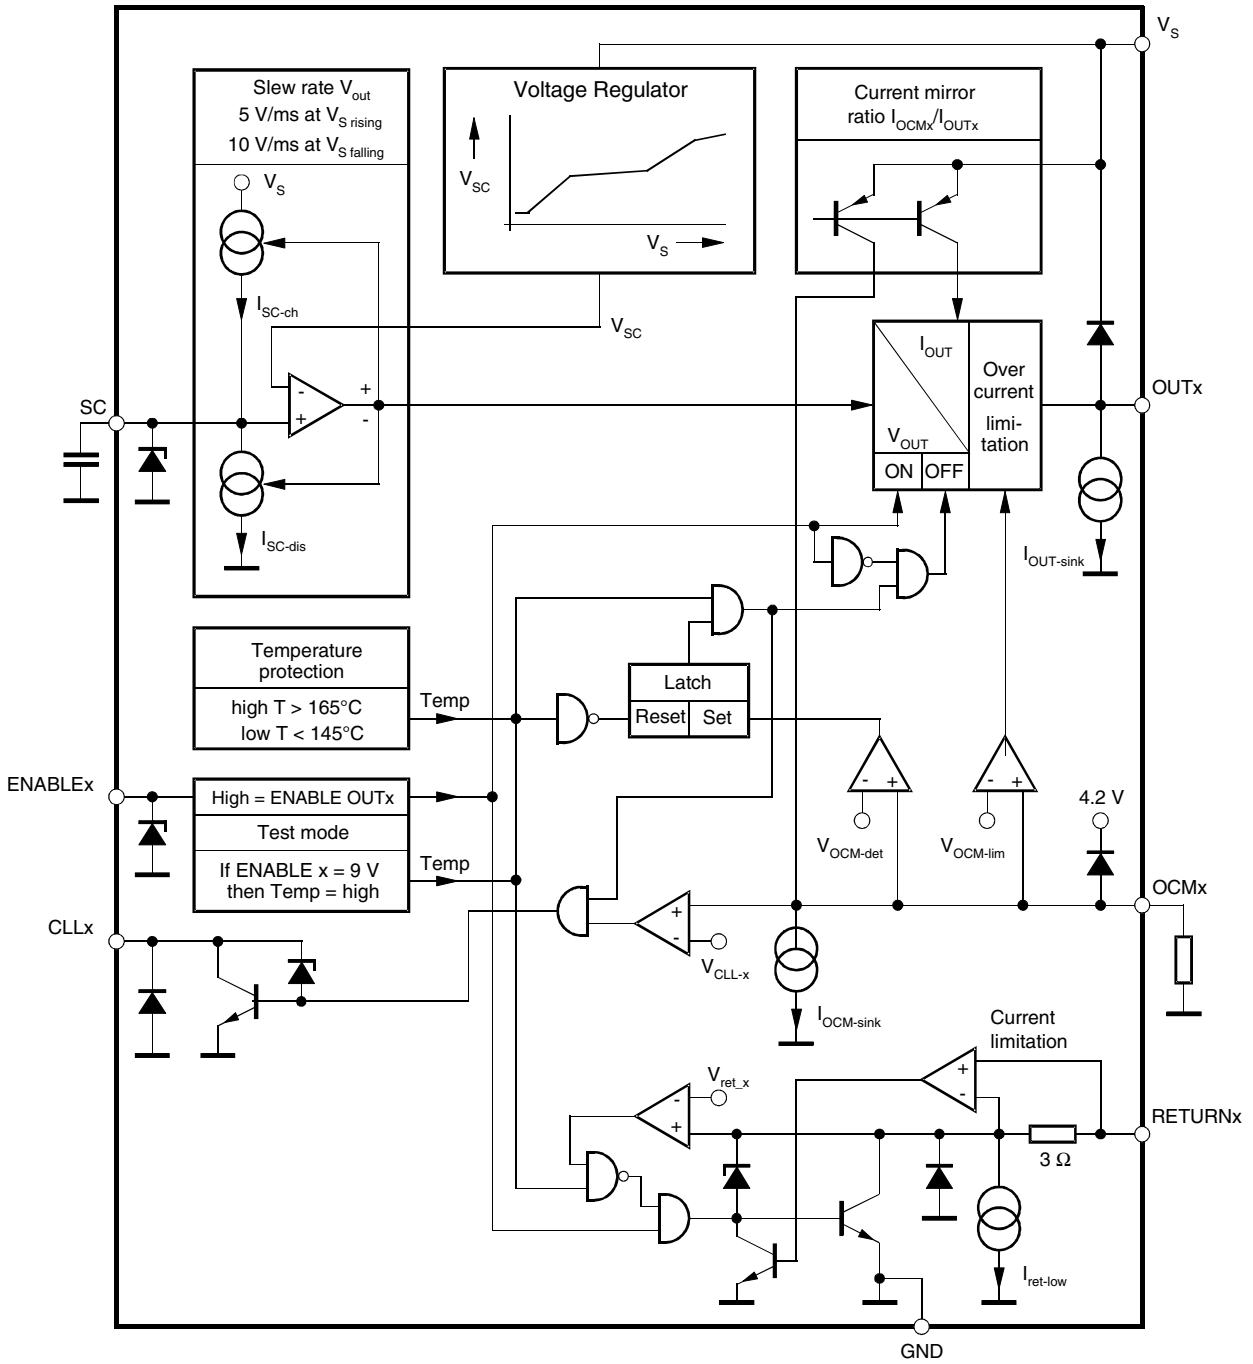 V_S
Slew rate V_out
5 V/ms at V_S rising
10 V/ms at V_S falling
V_S
I_SC-ch
-
+
+
-
I_SC-dis
SC
Voltage Regulator
V_SC
V_S
V_SC
Current mirror
ratio I_OCMx/I_OUTx
I_OUT
V_OUT
ON
OFF
Over
current
limi-
tation
OUTx
I_OUT-sink
Temperature
protection
high T > 165°C
low T < 145°C
Temp
Latch
Reset
Set
ENABLEx
High = ENABLE OUTx
Test mode
If ENABLE x = 9 V
then Temp = high
Temp
-
+
-
+
V_OCM-det
V_OCM-lim
4.2 V
OCMx
CLLx
+
-
V_CLL-x
I_OCM-sink
Current
limitation
+
-
V_ret_x
-
+
RETURNx
3 Ω
I_ret-low
GND